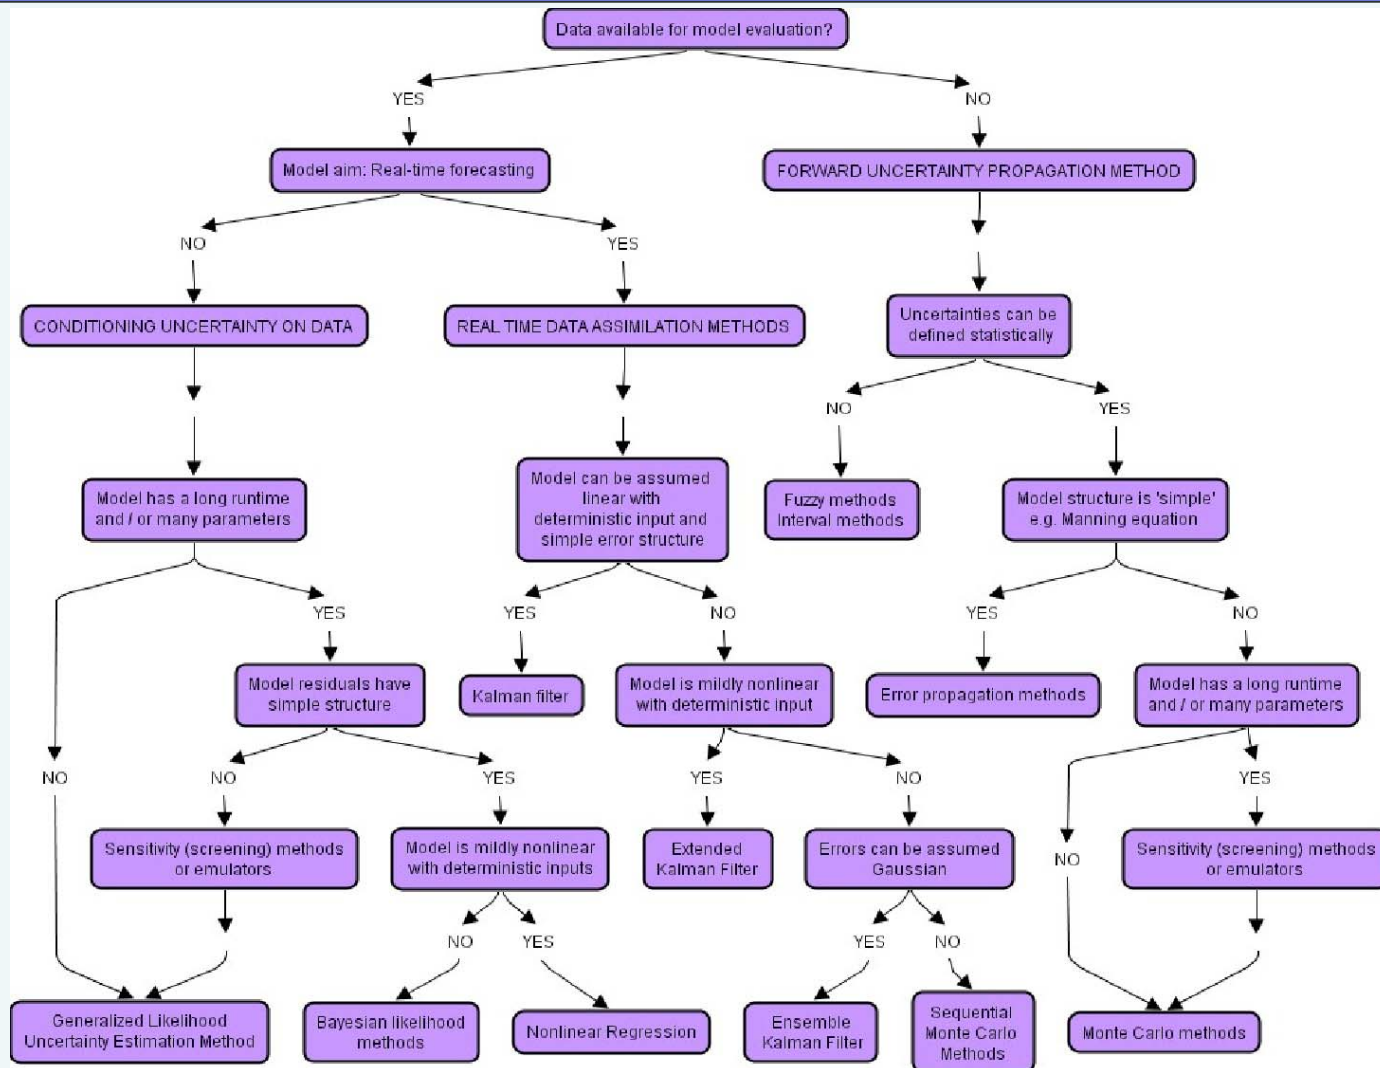 Data available for model evaluation?
YES
NO
Model aim: Real-time forecasting
FORWARD UNCERTAINTY PROPAGATION METHOD
NO
YES
CONDITIONING UNCERTAINTY ON DATA
REAL TIME DATA ASSIMILATION METHODS
Uncertainties can be
defined statistically
NO
YES
Model has a long runtime
and / or many parameters
Model can be assumed
linear with
deterministic input and
simple error structure
Fuzzy methods
Interval methods
Model structure is 'simple'
e.g. Manning equation
YES
YES
NO
YES
NO
Model residuals have
simple structure
Kalman filter
Model is mildly nonlinear
with deterministic input
Error propagation methods
Model has a long runtime
and / or many parameters
NO
NO
YES
YES
NO
YES
Sensitivity (screening) methods
or emulators
Model is mildly nonlinear
with deterministic inputs
Extended
Kalman Filter
Errors can be assumed
Gaussian
NO
Sensitivity (screening) methods
or emulators
NO
YES
YES
NO
Generalized Likelihood
Uncertainty Estimation Method
Bayesian likelihood
methods
Nonlinear Regression
Ensemble
Kalman Filter
Sequential
Monte Carlo
Methods
Monte Carlo methods